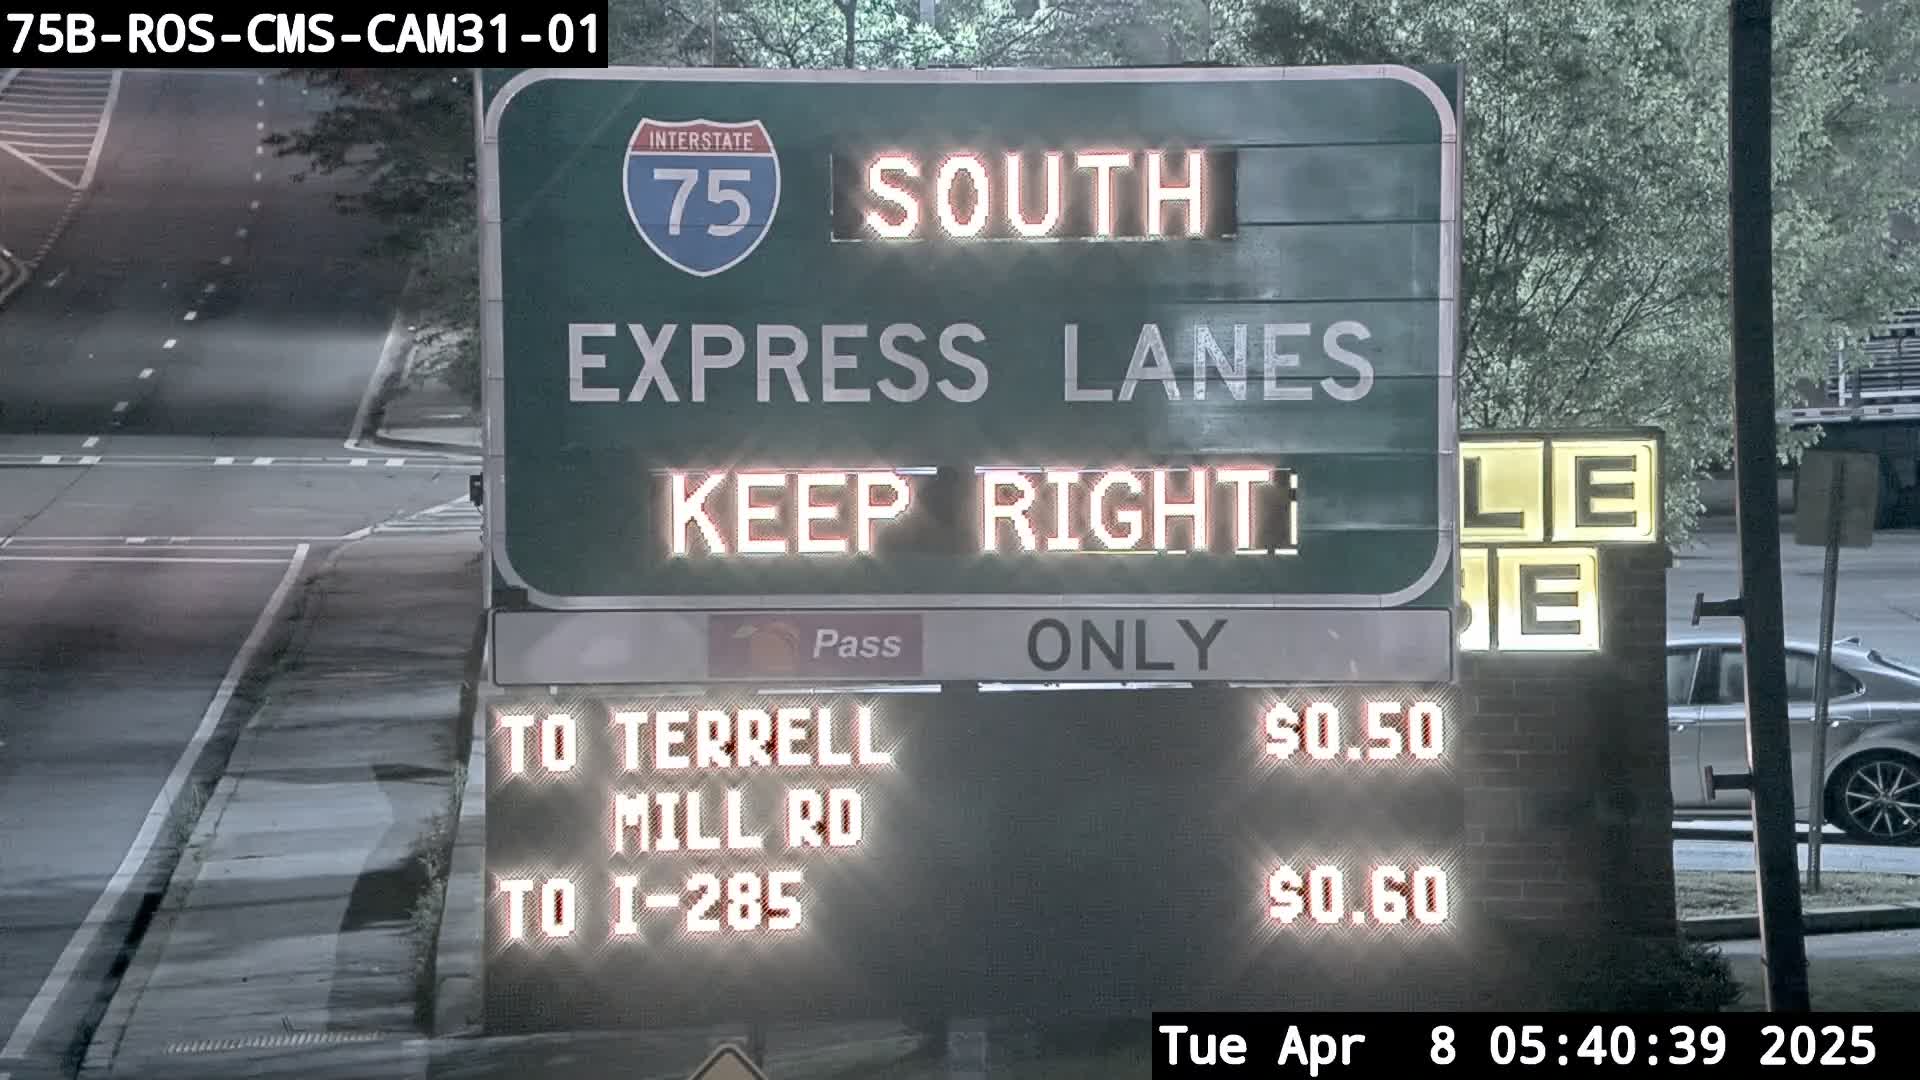 75B-ROS-CMS-CAM31-01
INTERSTATE
75
SOUTH
EXPRESS LANES
KEEP RIGHT
Pass ONLY
TO TERRELL $0.50
MILL RD
TO I-285 $0.60
LE
E
Tue Apr 8 05:40:39 2025